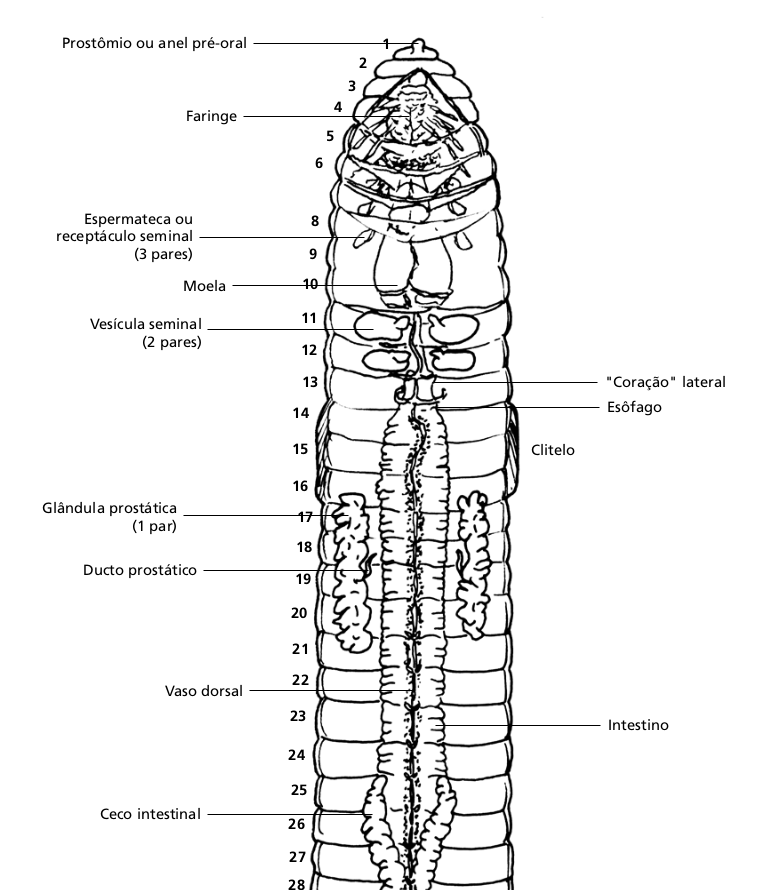 Prostômio ou anel pré-oral
1
2
3
4
Faringe
5
6
Espermateca ou
receptáculo seminal
(3 pares)
8
9
Moela
10
Vesícula seminal
(2 pares)
11
12
13
"Coração" lateral
Esôfago
14
15
Clitelo
16
Glândula prostática
(1 par)
17
18
Ducto prostático
19
20
21
22
Vaso dorsal
23
Intestino
24
25
Ceco intestinal
26
27
28